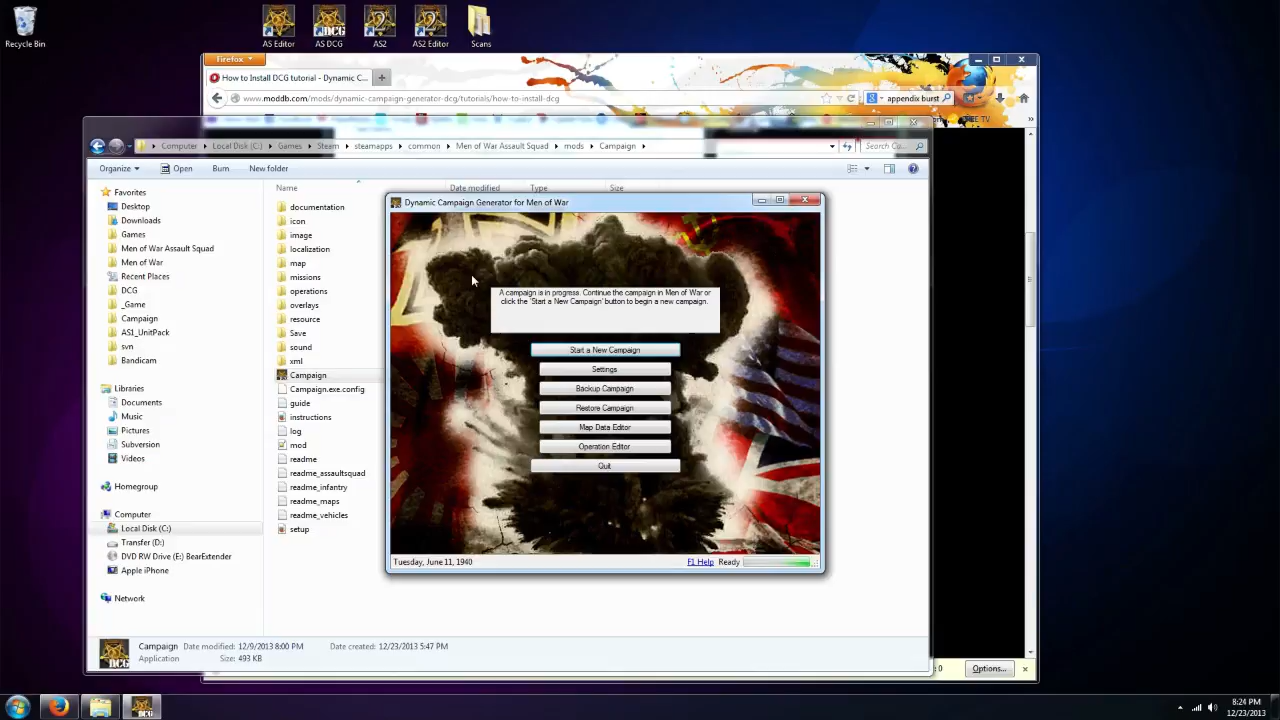 Recycle Bin
AS Editor
AS DCG
AS2
AS2 Editor
Scans
Firefox
How to Install DCG tutorial - Dynamic C...
www.moddb.com/mods/dynamic-campaign-generator-dcg/tutorials/how-to-install-dcg
appendix burst
FREE TV
Computer Local Disk (C:) Games Steam steamapps common Men of War Assault Squad mods Campaign
Search Ca...
Organize Open Burn New folder
Name Date modified Type Size
Favorites
Desktop
Downloads
Games
Men of War Assault Squad
Men of War
Recent Places
DCG
_Game
Campaign
AS1_UnitPack
svn
Bandicam
Libraries
Documents
Music
Pictures
Subversion
Videos
Homegroup
Computer
Local Disk (C:)
Transfer (D:)
DVD RW Drive (E:) BearExtender
Apple iPhone
Network
documentation
icon
image
localization
map
missions
operations
overlays
resource
Save
sound
xml
Campaign
Campaign.exe.config
guide
instructions
log
mod
readme
readme_assaultsquad
readme_infantry
readme_maps
readme_vehicles
setup
Dynamic Campaign Generator for Men of War
A campaign is in progress. Continue the campaign in Men of War or
click the 'Start a New Campaign' button to begin a new campaign.
Start a New Campaign
Settings
Backup Campaign
Restore Campaign
Map Data Editor
Operation Editor
Quit
Tuesday, June 11, 1940
F1 Help Ready
Campaign Date modified: 12/9/2013 8:00 PM Date created: 12/23/2013 5:47 PM
Application Size: 493 KB
: 0
Options...
DCG
8:24 PM
12/23/2013